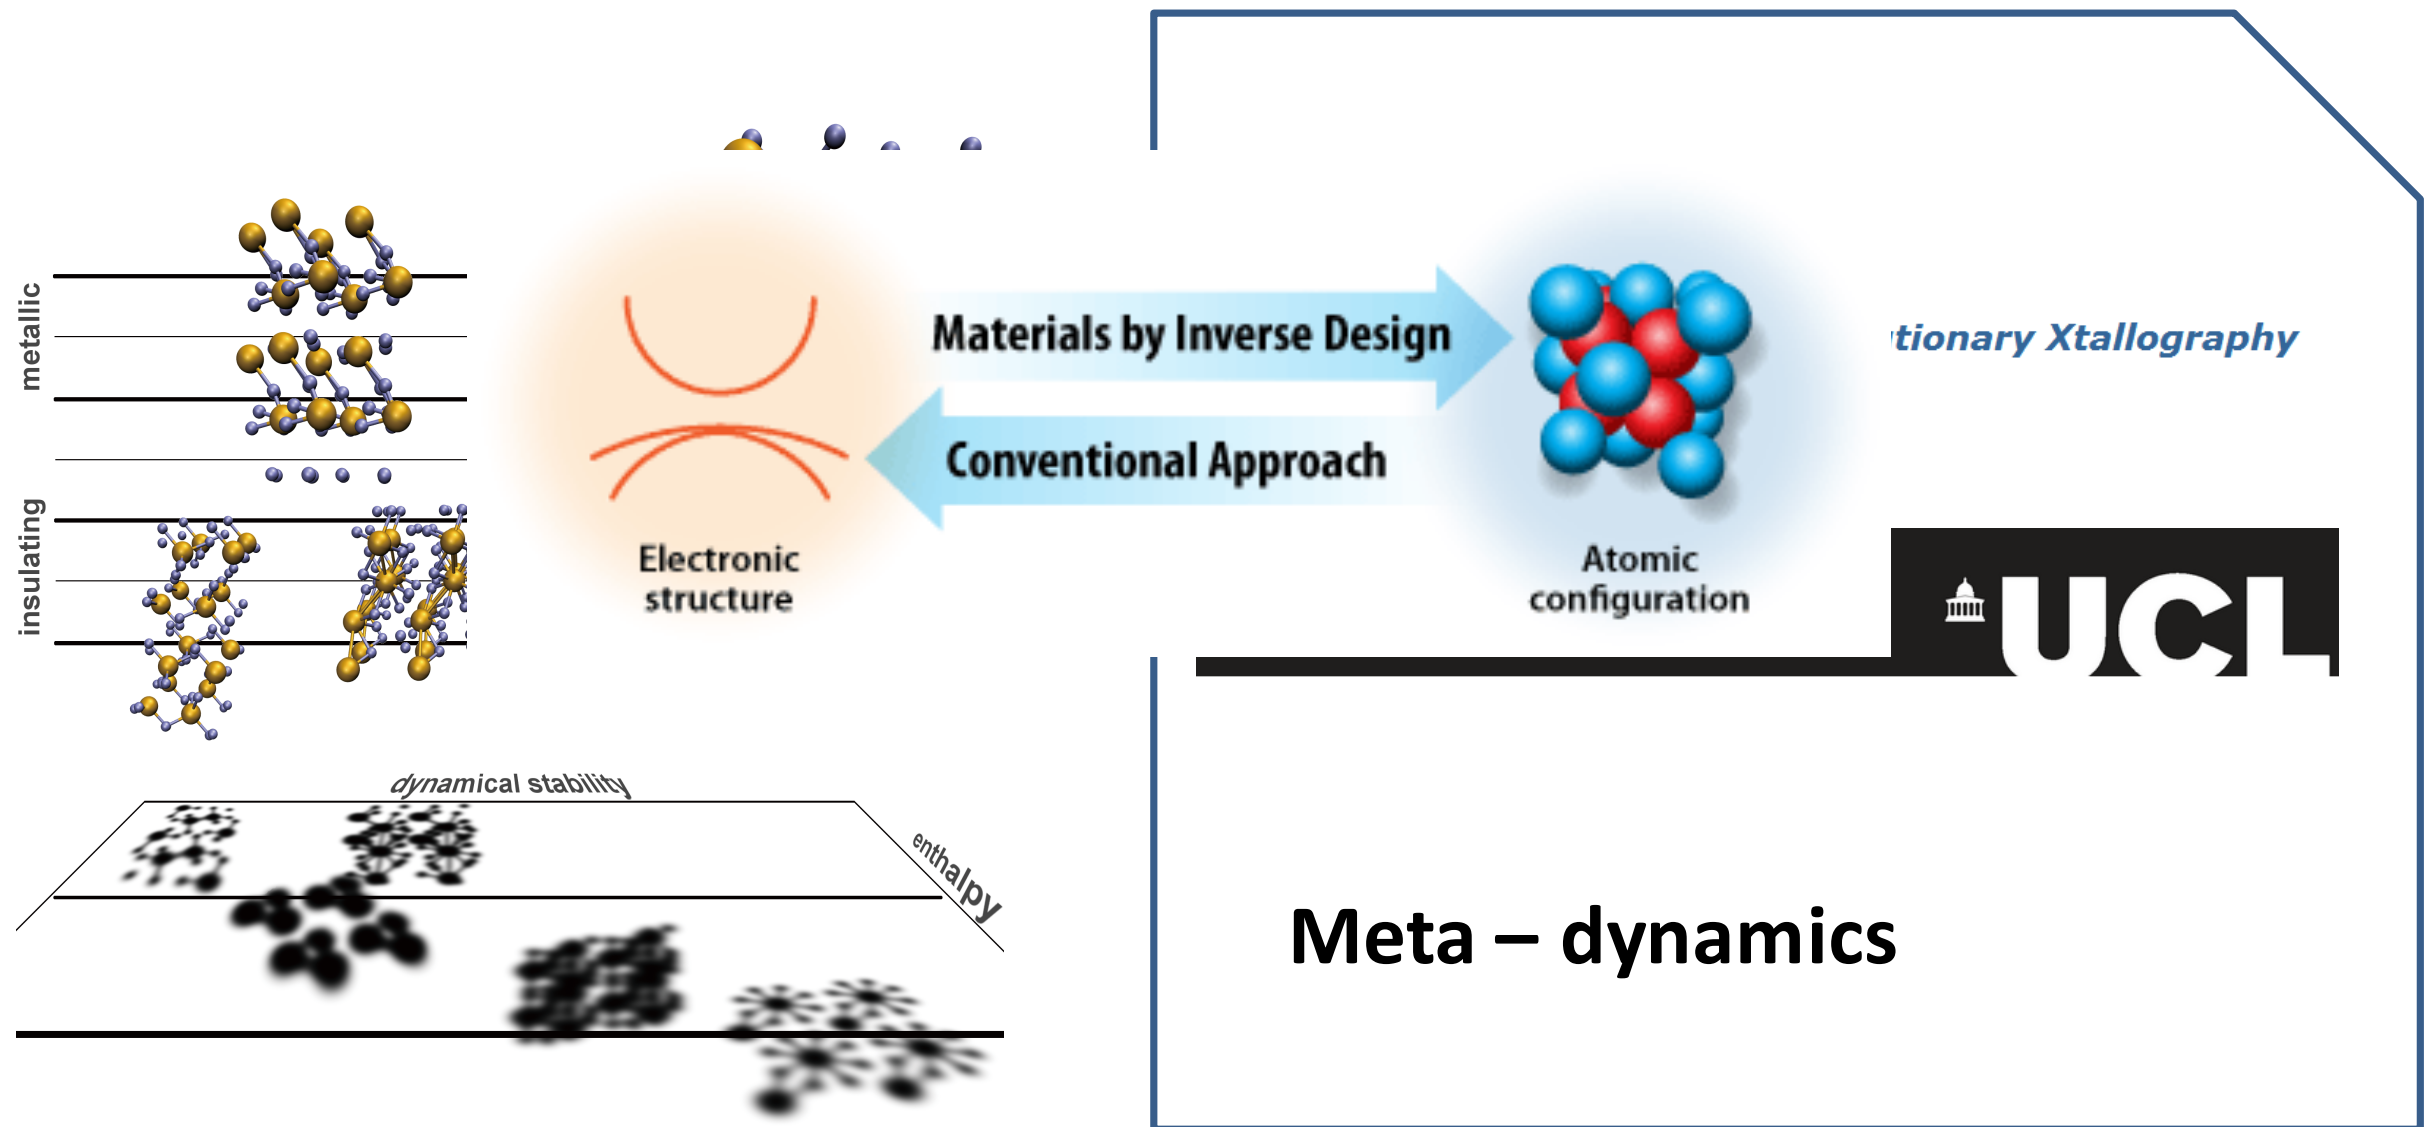 metallic
insulating
Materials by Inverse Design
Conventional Approach
Electronic
structure
Atomic
configuration
tionary Xtallography
UCL
dynamical stability
enthalpy
Meta – dynamics